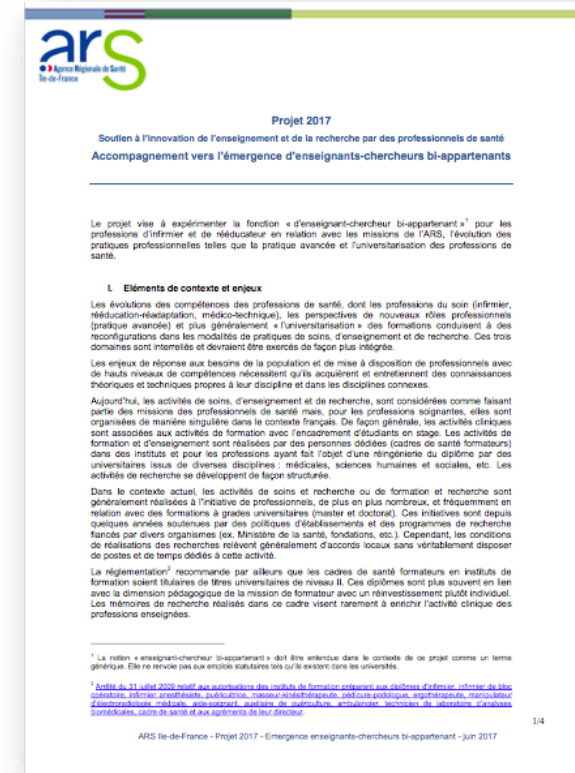 ars
Agence Régionale de Santé
Île-de-France
Projet 2017
Soutien à l'innovation de l'enseignement et de la recherche par des professionnels de santé
Accompagnement vers l'émergence d'enseignants-chercheurs bi-appartenants
Le projet vise à expérimenter la fonction « d'enseignant-chercheur bi-appartenant »1 pour les
professions d'infirmier et de rééducateur en relation avec les missions de l'ARS, l'évolution des
pratiques professionnelles telles que la pratique avancée et l'universitarisation des professions de
santé.
I. Eléments de contexte et enjeux
Les évolutions des compétences des professions de santé, dont les professions du soin (infirmier,
rééducation-réadaptation, médico-technique), les perspectives de nouveaux rôles professionnels
(pratique avancée) et plus généralement « l'universitarisation » des formations conduisent à des
reconfigurations dans les modalités de pratiques de soins, d'enseignement et de recherche. Ces trois
domaines sont interreliés et devraient être exercés de façon plus intégrée.
Les enjeux de réponse aux besoins de la population et de mise à disposition de professionnels avec
de hauts niveaux de compétences nécessitent qu'ils acquièrent et entretiennent des connaissances
théoriques et techniques propres à leur discipline et dans les disciplines connexes.
Aujourd'hui, les activités de soins, d'enseignement et de recherche, sont considérées comme faisant
partie des missions des professionnels de santé mais, pour les professions soignantes, elles sont
organisées de manière singulière dans le contexte français. De façon générale, les activités cliniques
sont associées aux activités de formation avec l'encadrement d'étudiants en stage. Les activités de
formation et d'enseignement sont réalisées par des personnes dédiées (cadres de santé formateurs)
dans des instituts et pour les professions ayant fait l'objet d'une réingénierie du diplôme par des
universitaires issus de diverses disciplines : médicales, sciences humaines et sociales, etc. Les
activités de recherche se développent de façon structurée.
Dans le contexte actuel, les activités de soins et recherche ou de formation et recherche sont
généralement réalisées à l'initiative de professionnels, de plus en plus nombreux, et fréquemment en
relation avec des formations à grades universitaires (master et doctorat). Ces initiatives sont depuis
quelques années soutenues par des politiques d'établissements et des programmes de recherche
fiancés par divers organismes (ex. Ministère de la santé, fondations, etc.). Cependant, les conditions
de réalisations des recherches relèvent généralement d'accords locaux sans véritablement disposer
de postes et de temps dédiés à cette activité.
La réglementation2 recommande par ailleurs que les cadres de santé formateurs en instituts de
formation soient titulaires de titres universitaires de niveau II. Ces diplômes sont plus souvent en lien
avec la dimension pédagogique de la mission de formateur avec un réinvestissement plutôt individuel.
Les mémoires de recherche réalisés dans ce cadre visent rarement à enrichir l'activité clinique des
professions enseignées.
1 La notion « enseignant-chercheur bi-appartenant » doit être entendue dans le contexte de ce projet comme un terme
générique. Elle ne renvoie pas aux emplois statutaires tels qu'ils existent dans les universités.
2 Arrêté du 31 juillet 2009 relatif aux autorisations des instituts de formation préparant aux diplômes d'infirmier, infirmier de bloc
opératoire, infirmier anesthésiste, puéricultrice, masseur-kinésithérapeute, pédicure-podologue, ergothérapeute, manipulateur
d'électroradiologie médicale, aide-soignant, auxiliaire de puériculture, ambulancier, technicien de laboratoire d'analyses
biomédicales, cadre de santé et aux agréments de leur directeur.
1/4
ARS Ile-de-France - Projet 2017 - Emergence enseignants-chercheurs bi-appartenant - juin 2017